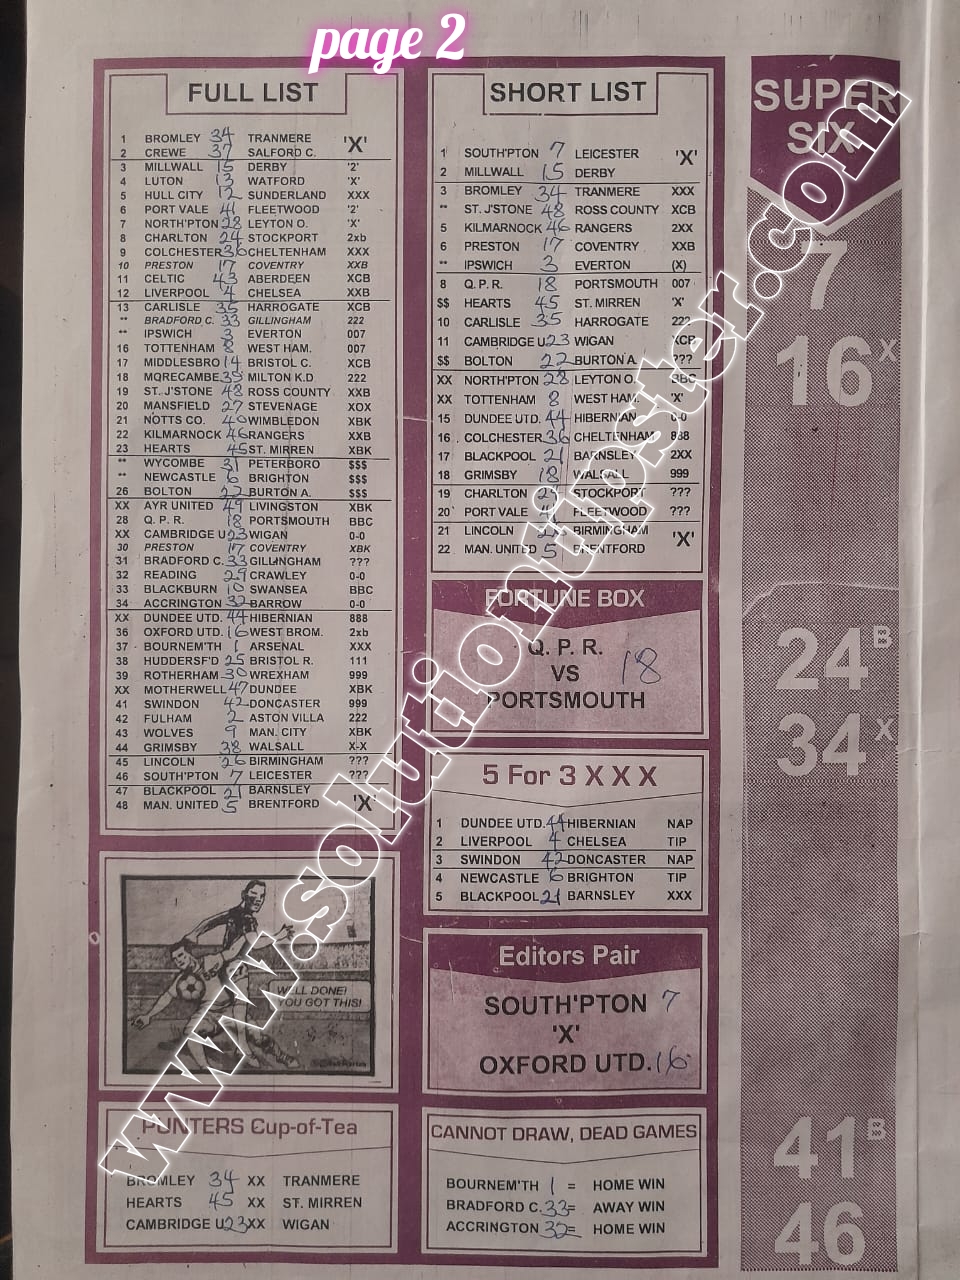 page 2
FULL LIST
1 BROMLEY 34 TRANMERE 'X'
2 CREWE 37 SALFORD C.
3 MILLWALL 15 DERBY '2'
4 LUTON 13 WATFORD 'X'
5 HULL CITY 12 SUNDERLAND XXX
6 PORT VALE 41 FLEETWOOD '2'
7 NORTH'PTON 28 LEYTON O. 'X'
8 CHARLTON 24 STOCKPORT 2xb
9 COLCHESTER 36 CHELTENHAM XXX
10 PRESTON 17 COVENTRY XXB
11 CELTIC 43 ABERDEEN XCB
12 LIVERPOOL 4 CHELSEA XXB
13 CARLISLE 35 HARROGATE XCB
** BRADFORD C. 33 GILLINGHAM 222
** IPSWICH 3 EVERTON 007
16 TOTTENHAM 8 WEST HAM. 007
17 MIDDLESBRO 14 BRISTOL C. XCB
18 MORECAMBE 39 MILTON K.D 222
19 ST. J'STONE 48 ROSS COUNTY XXB
20 MANSFIELD 27 STEVENAGE XOX
21 NOTTS CO. 40 WIMBLEDON XBK
22 KILMARNOCK 46 RANGERS XXB
23 HEARTS 45 ST. MIRREN XBK
** WYCOMBE 31 PETERBORO $$$
** NEWCASTLE 6 BRIGHTON $$$
26 BOLTON 22 BURTON A. $$$
XX AYR UNITED 49 LIVINGSTON XBK
28 Q. P. R. 18 PORTSMOUTH BBC
XX CAMBRIDGE U 23 WIGAN 0-0
30 PRESTON 17 COVENTRY XBK
31 BRADFORD C. 33 GILLINGHAM ???
32 READING 29 CRAWLEY 0-0
33 BLACKBURN 10 SWANSEA BBC
34 ACCRINGTON 32 BARROW 0-0
XX DUNDEE UTD. 44 HIBERNIAN 888
36 OXFORD UTD. 16 WEST BROM. 2xb
37 BOURNEM'TH 1 ARSENAL XXX
38 HUDDERSF'D 25 BRISTOL R. 111
39 ROTHERHAM 30 WREXHAM 999
XX MOTHERWELL 47 DUNDEE XBK
41 SWINDON 42 DONCASTER 999
42 FULHAM 2 ASTON VILLA 222
43 WOLVES 9 MAN. CITY XBK
44 GRIMSBY 38 WALSALL X-X
45 LINCOLN 26 BIRMINGHAM ???
46 SOUTH'PTON 7 LEICESTER ???
47 BLACKPOOL 21 BARNSLEY 'X'
48 MAN. UNITED 5 BRENTFORD
WELL DONE!
YOU GOT THIS!
PUNTERS Cup-of-Tea
BROMLEY 34 XX TRANMERE
HEARTS 45 XX ST. MIRREN
CAMBRIDGE U 23 XX WIGAN
SHORT LIST
1 SOUTH'PTON 7 LEICESTER 'X'
2 MILLWALL 15 DERBY
3 BROMLEY 34 TRANMERE XXX
** ST. J'STONE 48 ROSS COUNTY XCB
5 KILMARNOCK 46 RANGERS 2XX
6 PRESTON 17 COVENTRY XXB
** IPSWICH 3 EVERTON (X)
8 Q. P. R. 18 PORTSMOUTH 007
$$ HEARTS 45 ST. MIRREN 'X'
10 CARLISLE 35 HARROGATE 222
11 CAMBRIDGE U 23 WIGAN XCB
$$ BOLTON 22 BURTON A. ???
XX NORTH'PTON 28 LEYTON O. BBC
XX TOTTENHAM 8 WEST HAM. 'X'
15 DUNDEE UTD. 44 HIBERNIAN 0-0
16 COLCHESTER 36 CHELTENHAM 888
17 BLACKPOOL 21 BARNSLEY 2XX
18 GRIMSBY WALSALL 999
19 CHARLTON 24 STOCKPORT ???
20 PORT VALE 41 FLEETWOOD ???
21 LINCOLN 26 BIRMINGHAM 'X'
22 MAN. UNITED 5 BRENTFORD
FORTUNE BOX
Q. P. R. 18
VS
PORTSMOUTH
5 For 3 X X X
1 DUNDEE UTD. 44 HIBERNIAN NAP
2 LIVERPOOL 4 CHELSEA TIP
3 SWINDON 42 DONCASTER NAP
4 NEWCASTLE 6 BRIGHTON TIP
5 BLACKPOOL 21 BARNSLEY XXX
Editors Pair
SOUTH'PTON 7
'X'
OXFORD UTD. 16
CANNOT DRAW, DEAD GAMES
BOURNEM'TH 1 = HOME WIN
BRADFORD C. 33 = AWAY WIN
ACCRINGTON 32 = HOME WIN
SUPER
SIX
7
16 X
24 B
34 X
41 B
46
www.solutiontipster.com